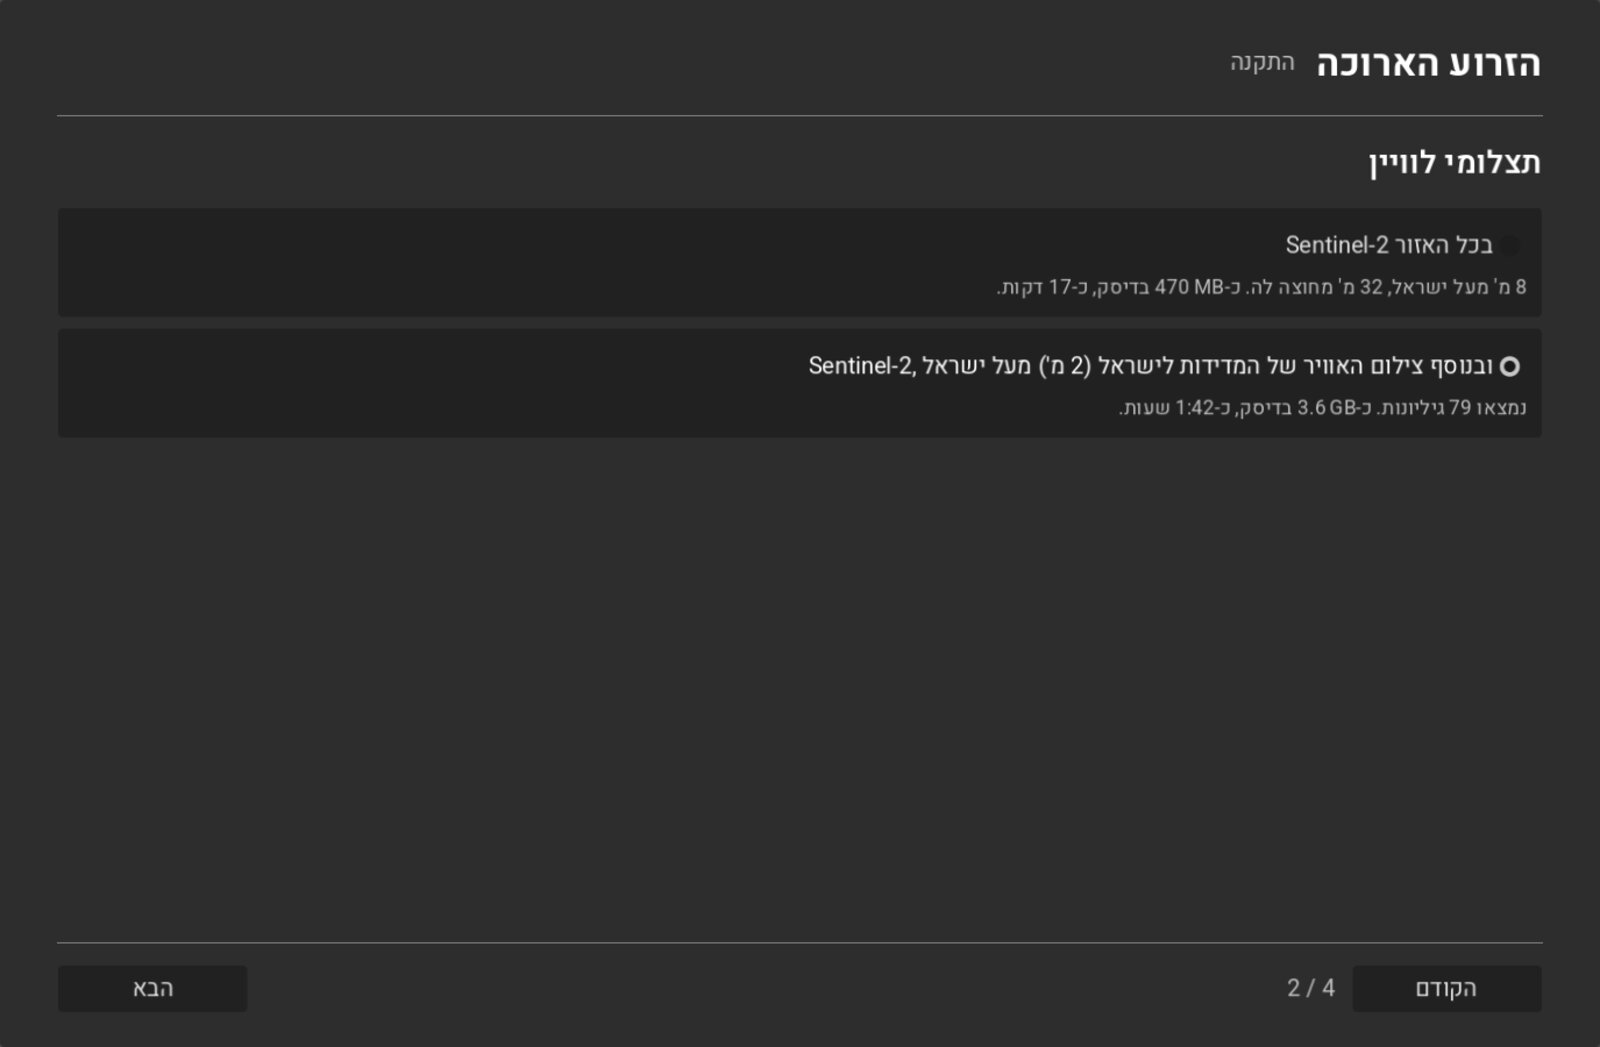 הזרוע הארוכה התקנה
תצלומי לוויין
בכל האזור Sentinel-2
8 מ' מעל ישראל, 32 מ' מחוצה לה. כ-470 MB בדיסק, כ-17 דקות.
ובנוסף צילום האוויר של המדידות לישראל (2 מ') מעל ישראל ,Sentinel-2
נמצאו 79 גיליונות. כ-3.6 GB בדיסק, כ-1:42 שעות.
הקודם
2 / 4
הבא